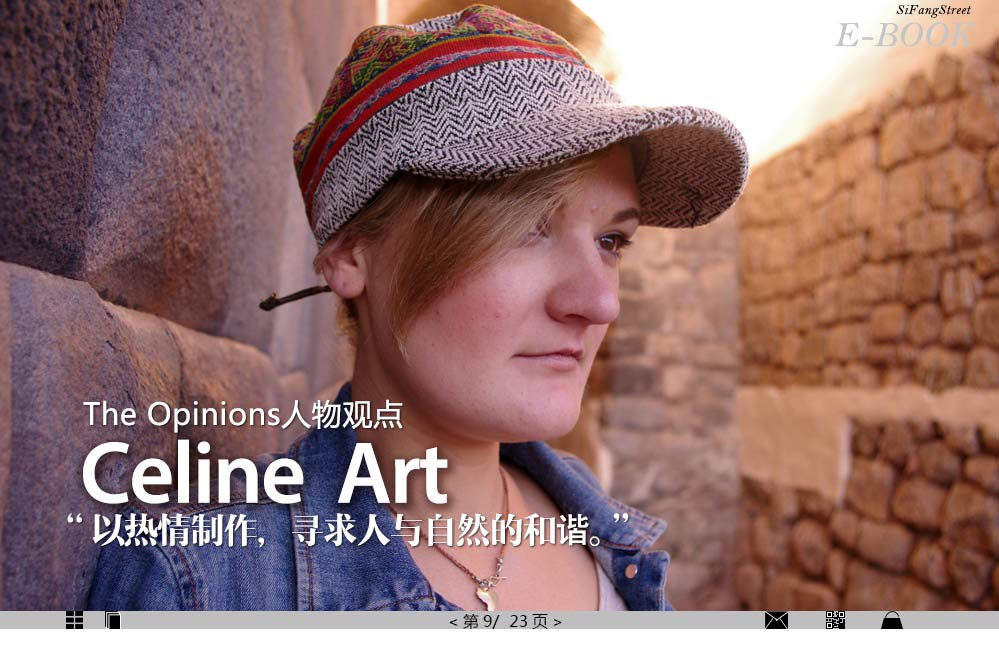 SiFangStreet
E-BOOK
The Opinions人物观点
Celine Art
“以热情制作, 寻求人与自然的和谐。”
< 第 9/ 23 页 >